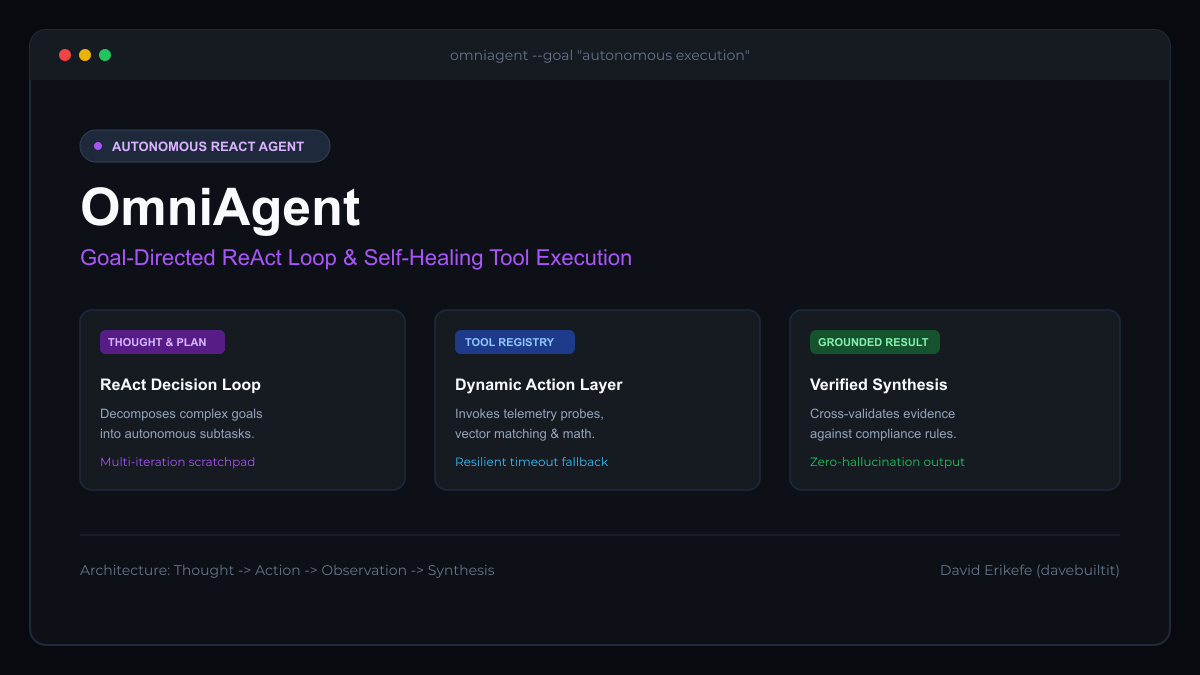 omniagent --goal "autonomous execution"
AUTONOMOUS REACT AGENT
OmniAgent
Goal-Directed ReAct Loop & Self-Healing Tool Execution
THOUGHT & PLAN
ReAct Decision Loop
Decomposes complex goals
into autonomous subtasks.
Multi-iteration scratchpad
TOOL REGISTRY
Dynamic Action Layer
Invokes telemetry probes,
vector matching & math.
Resilient timeout fallback
GROUNDED RESULT
Verified Synthesis
Cross-validates evidence
against compliance rules.
Zero-hallucination output
Architecture: Thought -> Action -> Observation -> Synthesis
David Erikefe (davebuiltit)